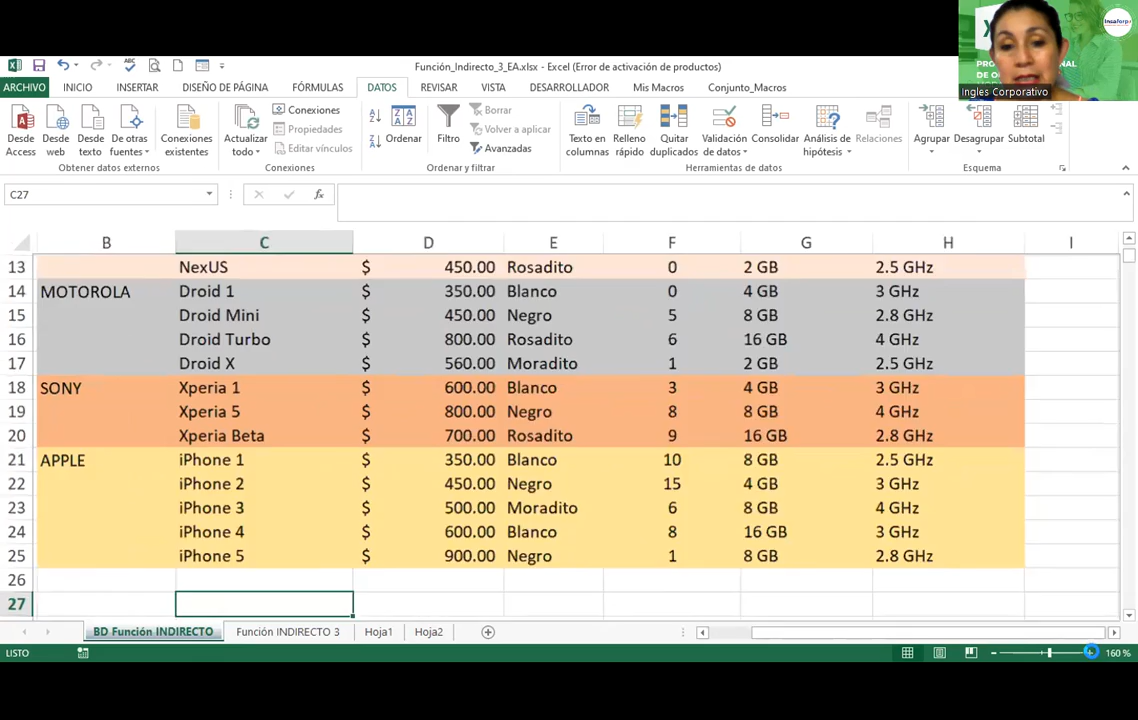 Función_Indirecto_3_EA.xlsx - Excel (Error de activación de productos)
ARCHIVO INICIO INSERTAR DISEÑO DE PÁGINA FÓRMULAS DATOS REVISAR VISTA DESARROLLADOR Mis Macros Conjunto_Macros
Ingles Corporativo
Desde Access
Desde web
Desde texto
De otras fuentes
Conexiones existentes
Obtener datos externos
Actualizar todo
Conexiones
Propiedades
Editar vínculos
Conexiones
Ordenar
Filtro
Borrar
Volver a aplicar
Avanzadas
Ordenar y filtrar
Texto en columnas
Relleno rápido
Quitar duplicados
Validación de datos
Consolidar
Análisis de hipótesis
Relaciones
Herramientas de datos
Agrupar
Desagrupar
Subtotal
Esquema
C27 fx
B C D E F G H I
13 NexUS $ 450.00 Rosadito 0 2 GB 2.5 GHz
14 MOTOROLA Droid 1 $ 350.00 Blanco 0 4 GB 3 GHz
15 Droid Mini $ 450.00 Negro 5 8 GB 2.8 GHz
16 Droid Turbo $ 800.00 Rosadito 6 16 GB 4 GHz
17 Droid X $ 560.00 Moradito 1 2 GB 2.5 GHz
18 SONY Xperia 1 $ 600.00 Blanco 3 4 GB 3 GHz
19 Xperia 5 $ 800.00 Negro 8 8 GB 4 GHz
20 Xperia Beta $ 700.00 Rosadito 9 16 GB 2.8 GHz
21 APPLE iPhone 1 $ 350.00 Blanco 10 8 GB 2.5 GHz
22 iPhone 2 $ 450.00 Negro 15 4 GB 3 GHz
23 iPhone 3 $ 500.00 Moradito 6 8 GB 4 GHz
24 iPhone 4 $ 600.00 Blanco 8 16 GB 3 GHz
25 iPhone 5 $ 900.00 Negro 1 8 GB 2.8 GHz
26
27
BD Función INDIRECTO Función INDIRECTO 3 Hoja1 Hoja2
LISTO 160 %